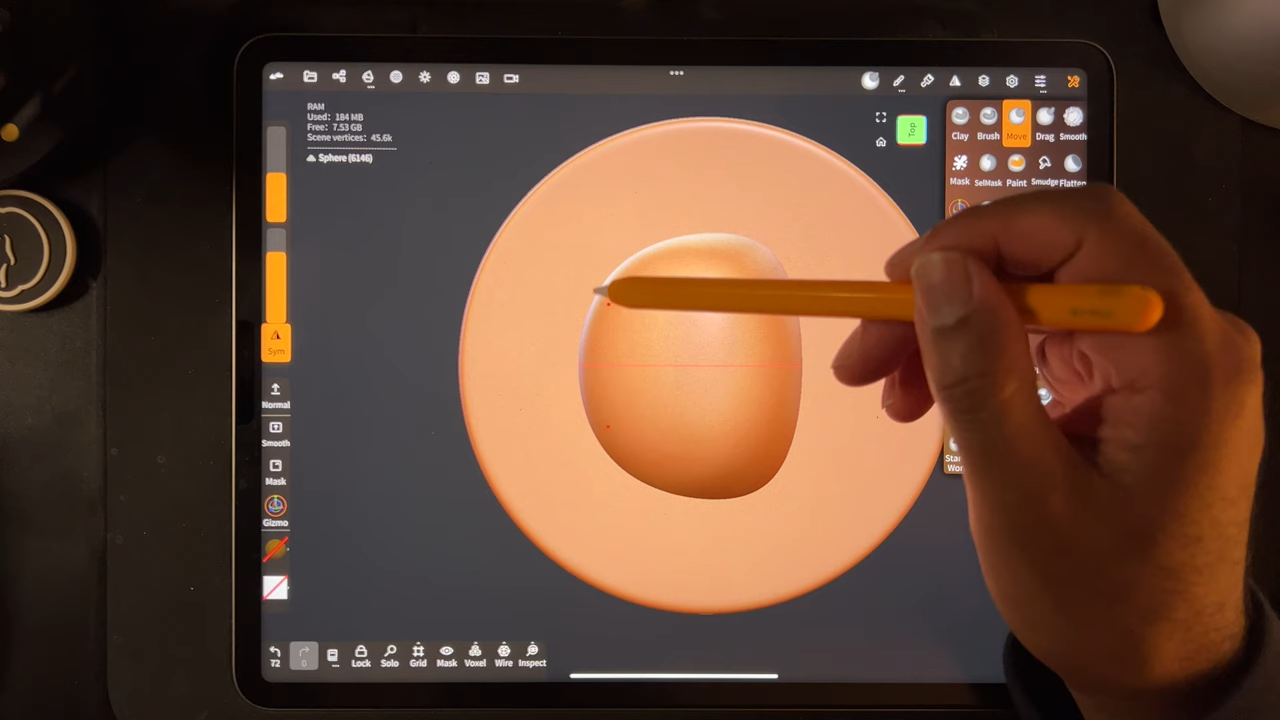 RAM
Used: 184 MB
Free: 7.53 GB
Scene vertices: 45.6k
Sphere (6146)
Top
Clay Brush Move Drag Smooth
Mask SelMask Paint Smudge Flatten
Sym
Normal
Smooth
Mask
Gizmo
72 0 Lock Solo Grid Mask Voxel Wire Inspect